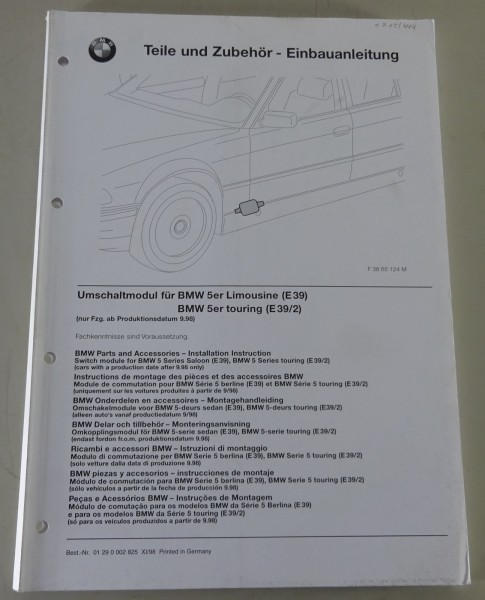 BMW
Teile und Zubehör - Einbauanleitung
F 38 65 124 M
Umschaltmodul für BMW 5er Limousine (E39)
BMW 5er touring (E39/2)
(nur Fzg. ab Produktionsdatum 9.98)
Fachkenntnisse sind Voraussetzung.
BMW Parts and Accessories – Installation Instruction
Switch module for BMW 5 Series Saloon (E39), BMW 5 Series touring (E39/2)
(cars with a production date after 9.98 only)
Instructions de montage des pièces et des accessoires BMW
Module de commutation pour BMW Série 5 berline (E39) et BMW Série 5 touring (E39/2)
(uniquement sur les voitures produites à partir de 9/98)
BMW Onderdelen en accessoires – Montagehandleiding
Omschakelmodule voor BMW 5-deurs sedan (E39), BMW 5-deurs touring (E39/2)
(alleen auto's vanaf productiedatum 9/98)
BMW Delar och tillbehör – Monteringsanvisning
Omkopplingsmodul för BMW 5-serie sedan (E39), BMW 5-serie touring (E39/2)
(endast fordon fr.o.m. produktionsdatum 9.98)
Ricambi e accessori BMW – Istruzioni di montaggio
Modulo di commutazione per BMW Serie 5 berlina (E39), BMW Serie 5 touring (E39/2)
(solo vetture dalla data di produzione 9.98)
BMW piezas y accesorios – instrucciones de montaje
Módulo de conmutación para BMW Serie 5 berlina (E39), BMW Serie 5 touring (E39/2)
(sólo vehículos a partir de la fecha de producción 9.98)
Peças e Acessórios BMW – Instruções de Montagem
Módulo de comutação para os modelos BMW da Série 5 Berlina (E39)
e para os modelos BMW da Série 5 touring (E39/2)
(só para os veículos produzidos a partir de 9.98)
Best.-Nr. 01 29 0 002 825 XI/98 Printed in Germany